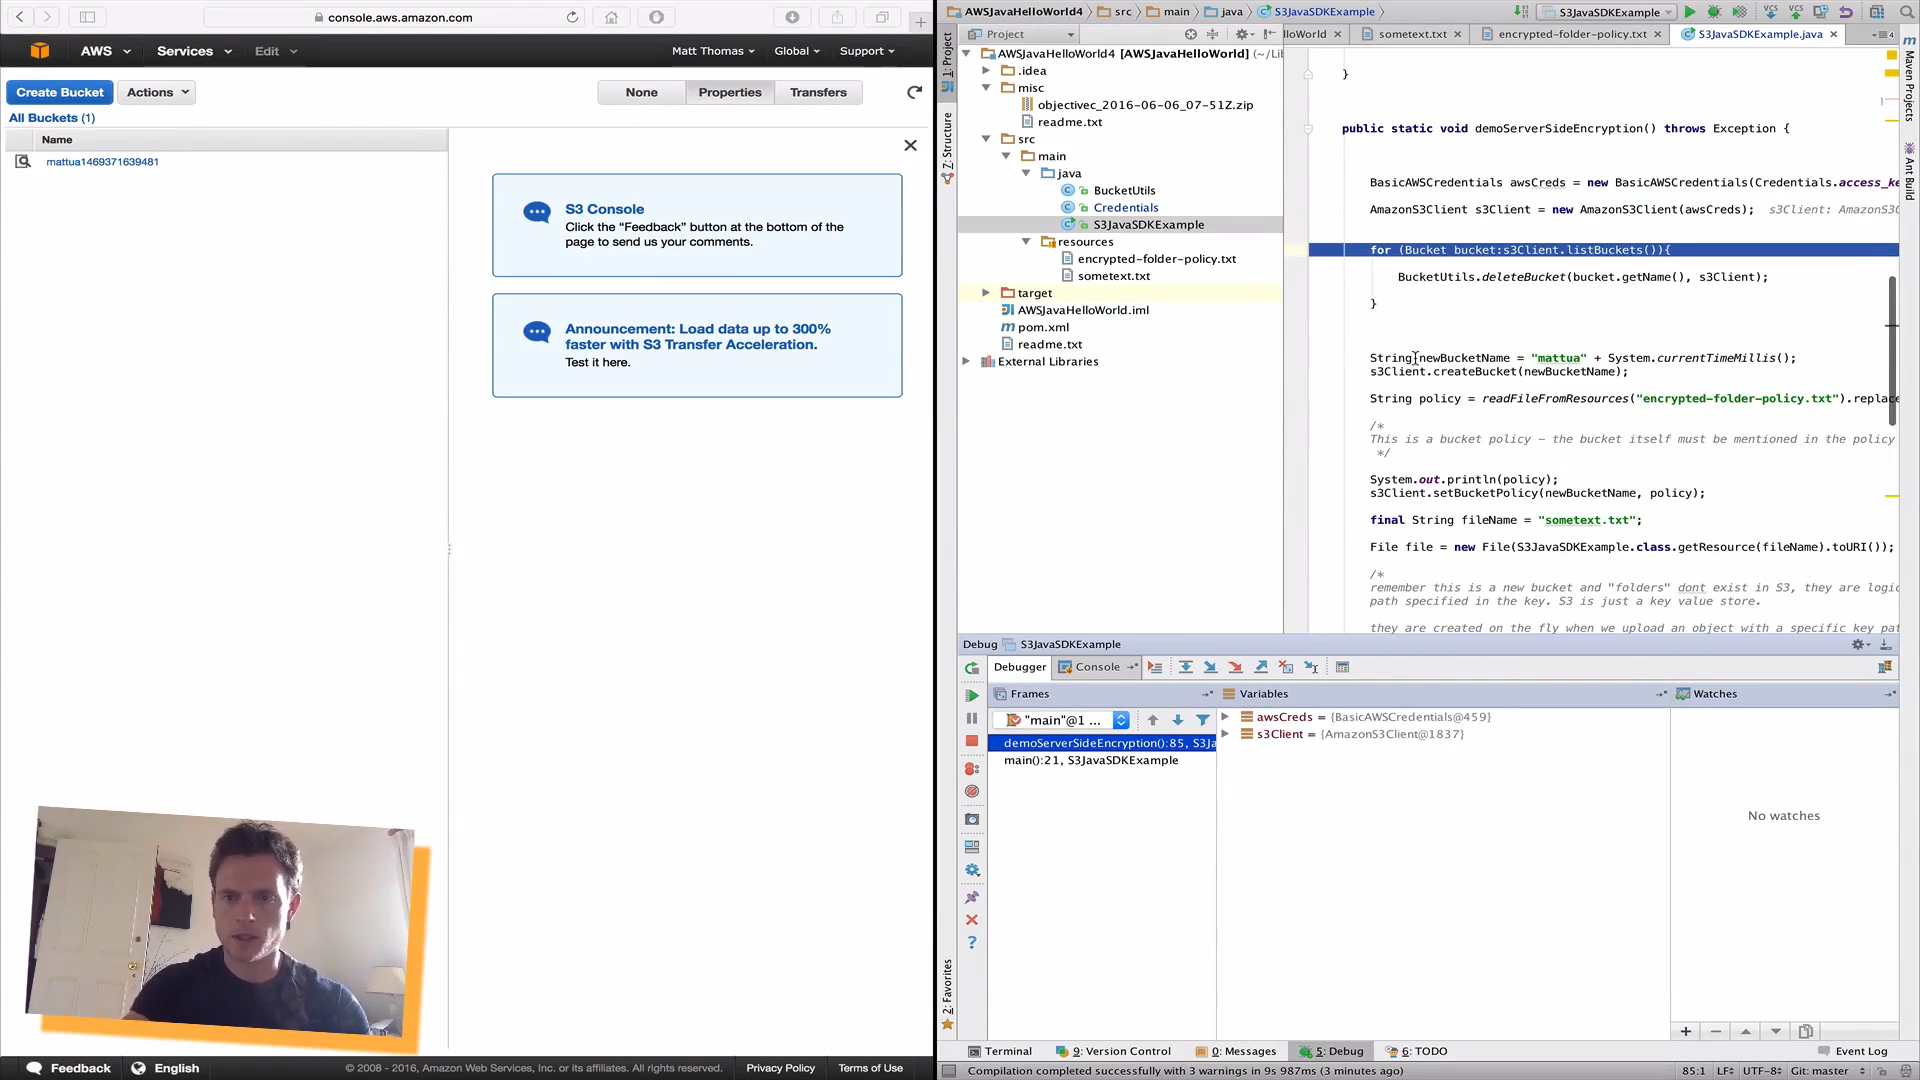 console.aws.amazon.com
AWS Services Edit Matt Thomas Global Support
Create Bucket Actions None Properties Transfers
All Buckets (1)
Name
mattua1469371639481
S3 Console
Click the “Feedback” button at the bottom of the
page to send us your comments.
Announcement: Load data up to 300%
faster with S3 Transfer Acceleration.
Test it here.
Feedback English © 2008 - 2016, Amazon Web Services, Inc. or its affiliates. All rights reserved. Privacy Policy Terms of Use
AWSJavaHelloWorld4 src main java S3JavaSDKExample S3JavaSDKExample
Project lloWorld sometext.txt encrypted-folder-policy.txt S3JavaSDKExample.java
1: Project
7: Structure
2: Favorites
Maven Projects
Ant Build
AWSJavaHelloWorld4 [AWSJavaHelloWorld] (~/Lib
.idea
misc
objectivec_2016-06-06_07-51Z.zip
readme.txt
src
main
java
BucketUtils
Credentials
S3JavaSDKExample
resources
encrypted-folder-policy.txt
sometext.txt
target
AWSJavaHelloWorld.iml
pom.xml
readme.txt
External Libraries
}
public static void demoServerSideEncryption() throws Exception {
BasicAWSCredentials awsCreds = new BasicAWSCredentials(Credentials.access_ke
AmazonS3Client s3Client = new AmazonS3Client(awsCreds); s3Client: AmazonS3C
for (Bucket bucket:s3Client.listBuckets()){
BucketUtils.deleteBucket(bucket.getName(), s3Client);
}
String newBucketName = "mattua" + System.currentTimeMillis();
s3Client.createBucket(newBucketName);
String policy = readFileFromResources("encrypted-folder-policy.txt").replac
/*
This is a bucket policy - the bucket itself must be mentioned in the policy
*/
System.out.println(policy);
s3Client.setBucketPolicy(newBucketName, policy);
final String fileName = "sometext.txt";
File file = new File(S3JavaSDKExample.class.getResource(fileName).toURI());
/*
remember this is a new bucket and "folders" dont exist in S3, they are logic
path specified in the key. S3 is just a key value store.
they are created on the fly when we upload an object with a specific key pat
Debug S3JavaSDKExample
Debugger Console
Frames Variables Watches
"main"@1 ...
demoServerSideEncryption():85, S3Ja
main():21, S3JavaSDKExample
awsCreds = {BasicAWSCredentials@459}
s3Client = {AmazonS3Client@1837}
No watches
Terminal 9: Version Control 0: Messages 5: Debug 6: TODO Event Log
Compilation completed successfully with 3 warnings in 9s 987ms (3 minutes ago) 85:1 LF÷ UTF-8÷ Git: master